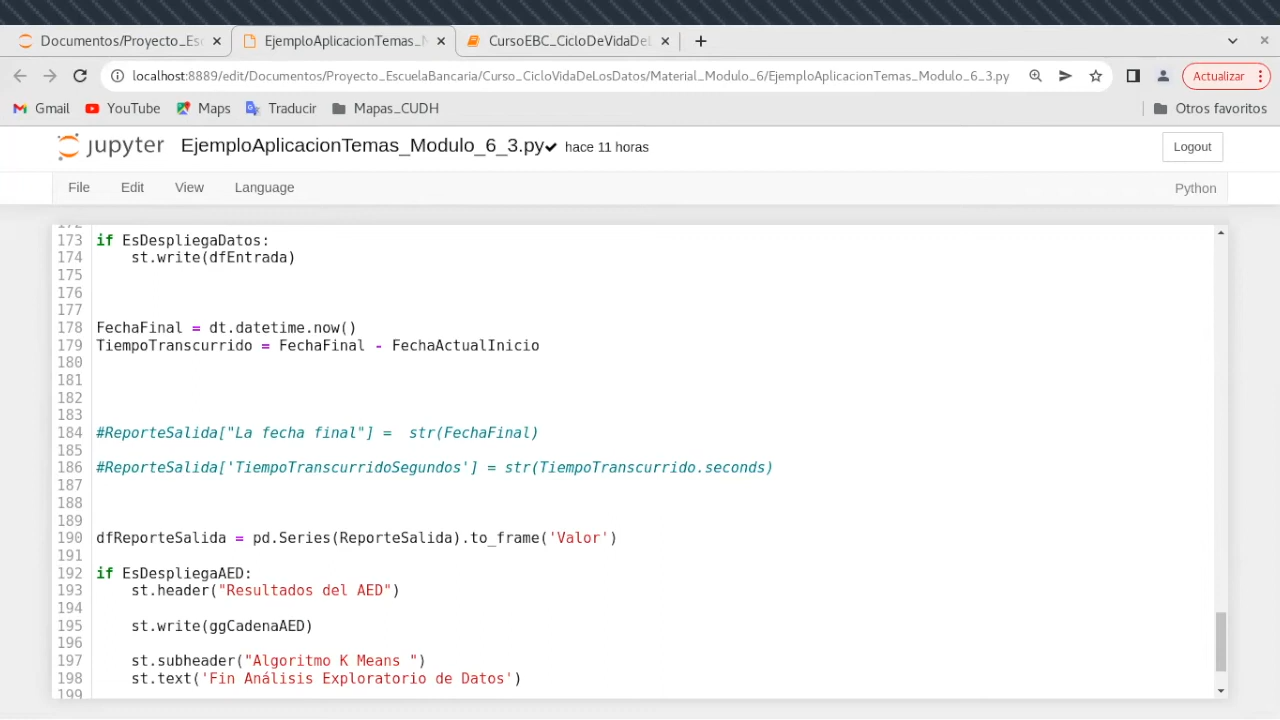 Documentos/Proyecto_Es
EjemploAplicacionTemas_M
CursoEBC_CicloDeVidaDeL
localhost:8889/edit/Documentos/Proyecto_EscuelaBancaria/Curso_CicloVidaDeLosDatos/Material_Modulo_6/EjemploAplicacionTemas_Modulo_6_3.py
Actualizar
Gmail YouTube Maps Traducir Mapas_CUDH Otros favoritos
jupyter EjemploAplicacionTemas_Modulo_6_3.py✔ hace 11 horas Logout
File Edit View Language Python
172
173 if EsDespliegaDatos:
174     st.write(dfEntrada)
175
176
177
178 FechaFinal = dt.datetime.now()
179 TiempoTranscurrido = FechaFinal - FechaActualInicio
180
181
182
183
184 #ReporteSalida["La fecha final"] =  str(FechaFinal)
185
186 #ReporteSalida['TiempoTranscurridoSegundos'] = str(TiempoTranscurrido.seconds)
187
188
189
190 dfReporteSalida = pd.Series(ReporteSalida).to_frame('Valor')
191
192 if EsDespliegaAED:
193     st.header("Resultados del AED")
194
195     st.write(ggCadenaAED)
196
197     st.subheader("Algoritmo K Means ")
198     st.text('Fin Análisis Exploratorio de Datos')
199